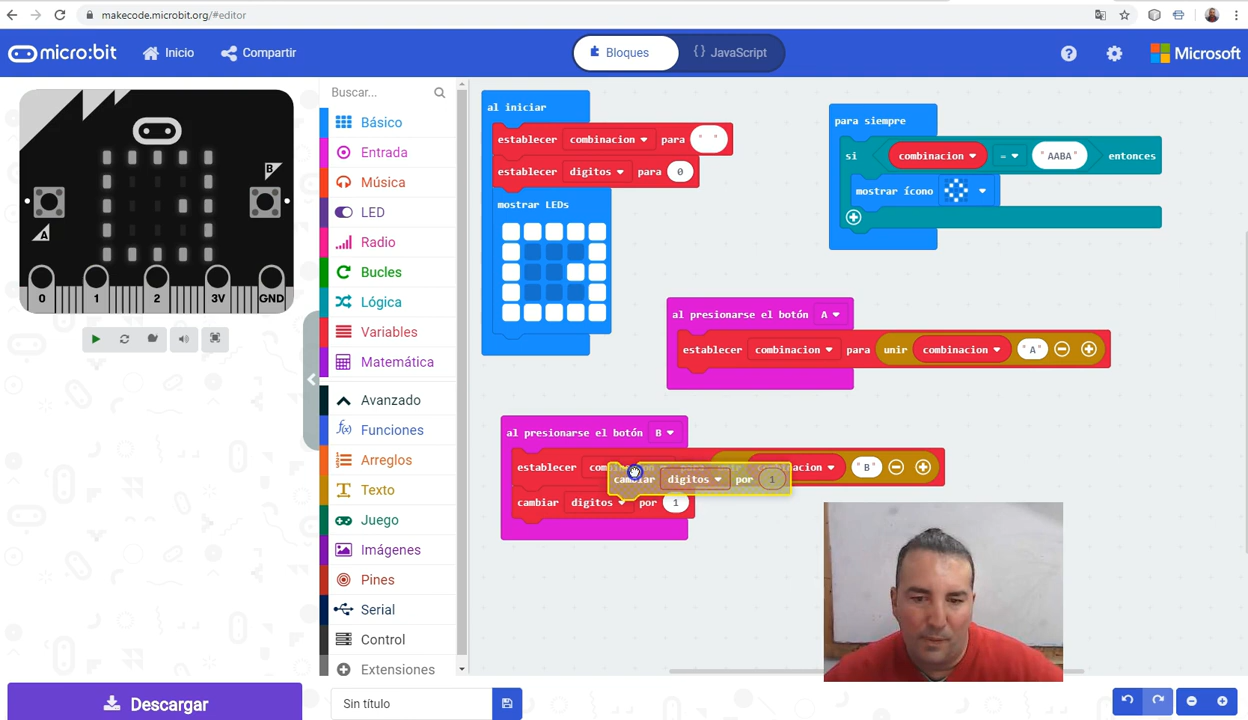 makecode.microbit.org/#editor
micro:bit
Inicio
Compartir
Bloques
{} JavaScript
?
Microsoft
B
A
0 1 2 3V GND
Descargar
Buscar...
Básico
Entrada
Música
LED
Radio
Bucles
Lógica
Variables
Matemática
Avanzado
Funciones
Arreglos
Texto
Juego
Imágenes
Pines
Serial
Control
Extensiones
Sin título
al iniciar
establecer combinacion para " "
establecer digitos para 0
mostrar LEDs
para siempre
si combinacion = "AABA" entonces
mostrar ícono
al presionarse el botón A
establecer combinacion para unir combinacion "A"
al presionarse el botón B
establecer "B"
cambiar digitos por 1
cambiar digitos por 1